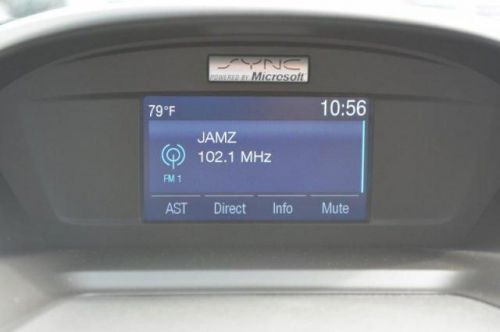 SYNC
POWERED BY Microsoft
79°F 10:56
JAMZ
102.1 MHz
FM 1
AST Direct Info Mute